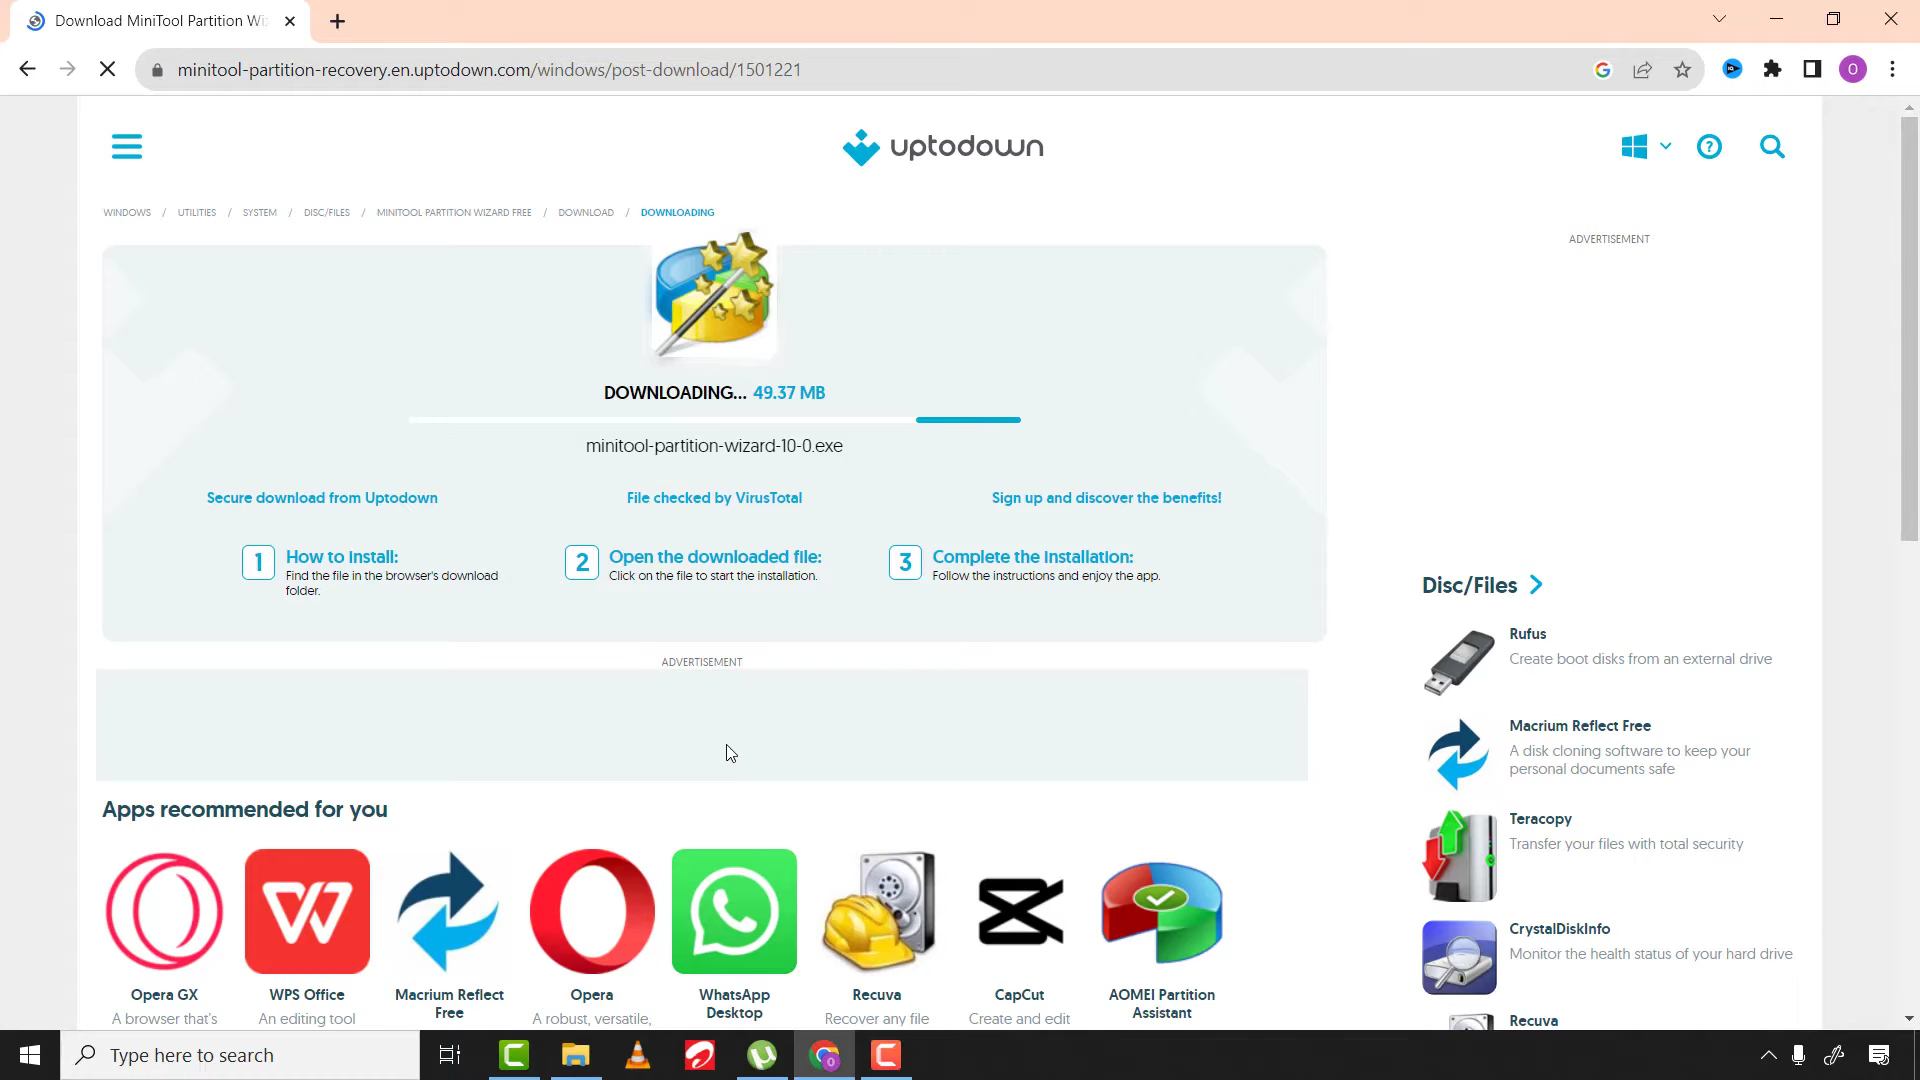 Download MiniTool Partition Wi
minitool-partition-recovery.en.uptodown.com/windows/post-download/1501221
O
uptodown
WINDOWS / UTILITIES / SYSTEM / DISC/FILES / MINITOOL PARTITION WIZARD FREE / DOWNLOAD / DOWNLOADING
ADVERTISEMENT
DOWNLOADING... 49.37 MB
minitool-partition-wizard-10-0.exe
Secure download from Uptodown
File checked by VirusTotal
Sign up and discover the benefits!
1 How to install:
Find the file in the browser's download
folder.
2 Open the downloaded file:
Click on the file to start the installation.
3 Complete the installation:
Follow the instructions and enjoy the app.
ADVERTISEMENT
Disc/Files
Rufus
Create boot disks from an external drive
Macrium Reflect Free
A disk cloning software to keep your
personal documents safe
Teracopy
Transfer your files with total security
CrystalDiskInfo
Monitor the health status of your hard drive
Recuva
Apps recommended for you
Opera GX
A browser that's
WPS Office
An editing tool
Macrium Reflect
Free
Opera
A robust, versatile,
WhatsApp
Desktop
Recuva
Recover any file
CapCut
Create and edit
AOMEI Partition
Assistant
Type here to search